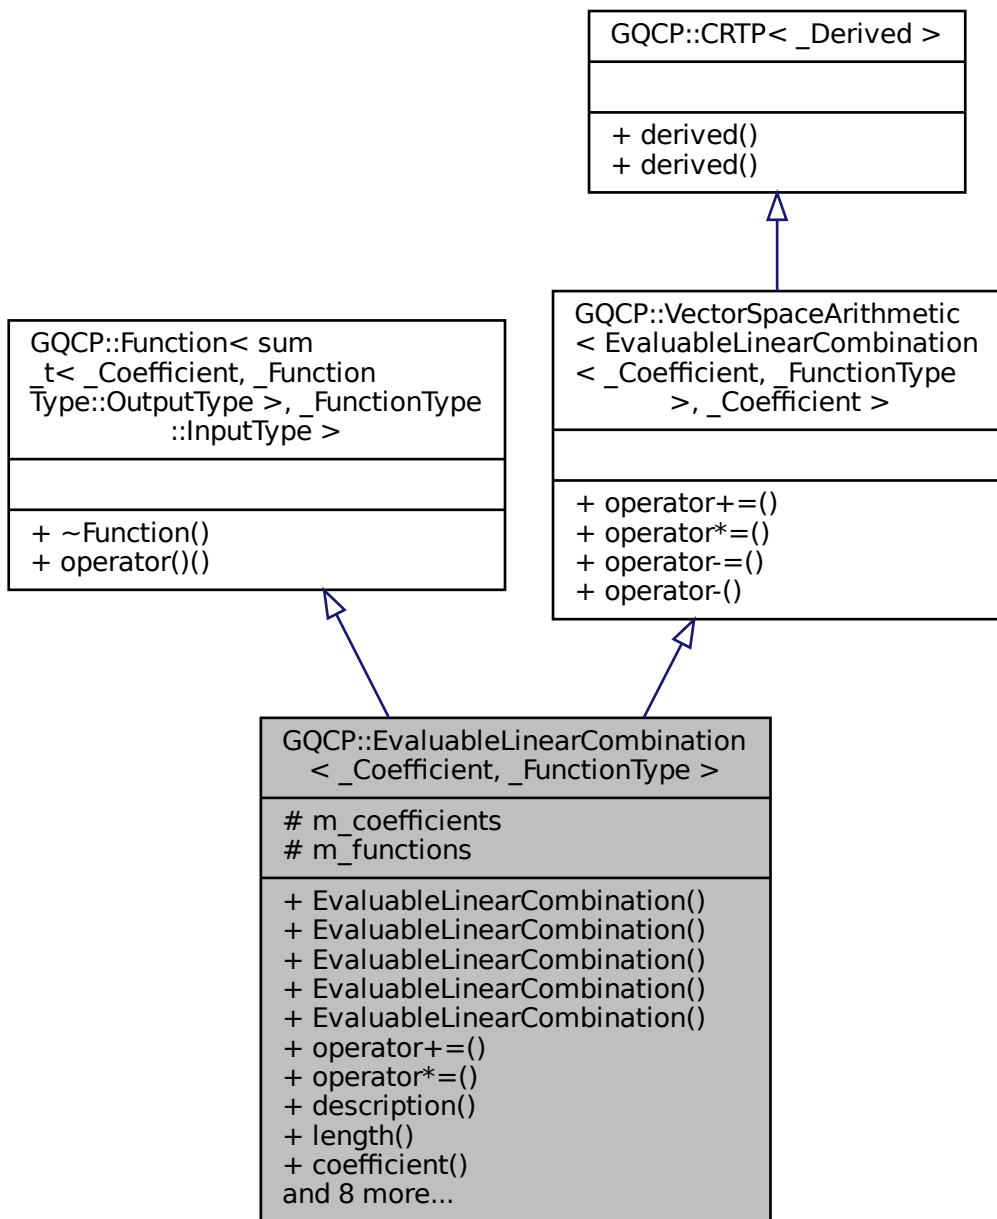 GQCP::CRTP< _Derived >
+ derived()
+ derived()
GQCP::Function< sum
_t< _Coefficient, _Function
Type::OutputType >, _FunctionType
::InputType >
+ ~Function()
+ operator()()
GQCP::VectorSpaceArithmetic
< EvaluableLinearCombination
< _Coefficient, _FunctionType
>, _Coefficient >
+ operator+=()
+ operator*=()
+ operator-=()
+ operator-()
GQCP::EvaluableLinearCombination
< _Coefficient, _FunctionType >
# m_coefficients
# m_functions
+ EvaluableLinearCombination()
+ EvaluableLinearCombination()
+ EvaluableLinearCombination()
+ EvaluableLinearCombination()
+ EvaluableLinearCombination()
+ operator+=()
+ operator*=()
+ description()
+ length()
+ coefficient()
and 8 more...